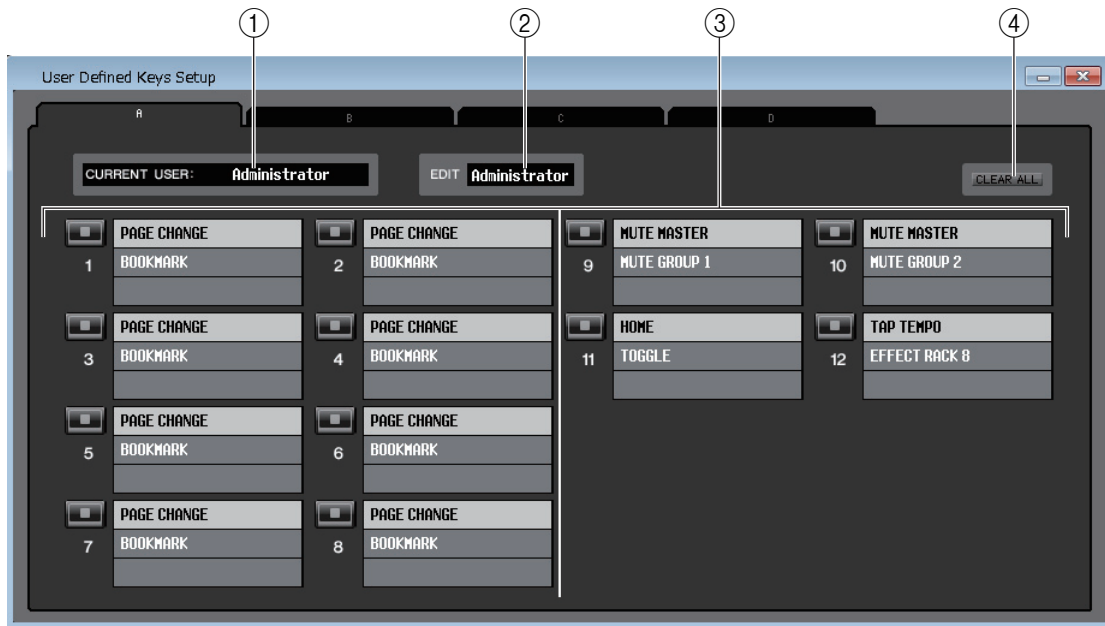 ① ② ③ ④
User Defined Keys Setup
A B C D
CURRENT USER: Administrator
EDIT Administrator
CLEAR ALL
PAGE CHANGE
1 BOOKMARK
PAGE CHANGE
2 BOOKMARK
MUTE MASTER
9 MUTE GROUP 1
MUTE MASTER
10 MUTE GROUP 2
PAGE CHANGE
3 BOOKMARK
PAGE CHANGE
4 BOOKMARK
HOME
11 TOGGLE
TAP TEMPO
12 EFFECT RACK 8
PAGE CHANGE
5 BOOKMARK
PAGE CHANGE
6 BOOKMARK
PAGE CHANGE
7 BOOKMARK
PAGE CHANGE
8 BOOKMARK